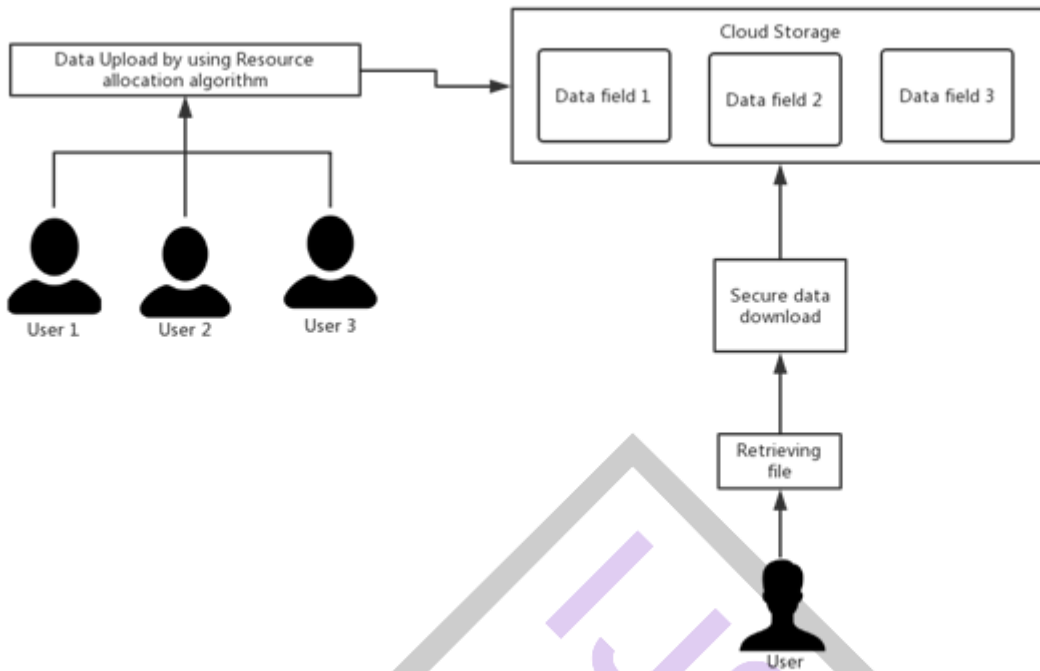 Data Upload by using Resource
allocation algorithm
Cloud Storage
Data field 1
Data field 2
Data field 3
User 1
User 2
User 3
Secure data
download
Retrieving
file
User